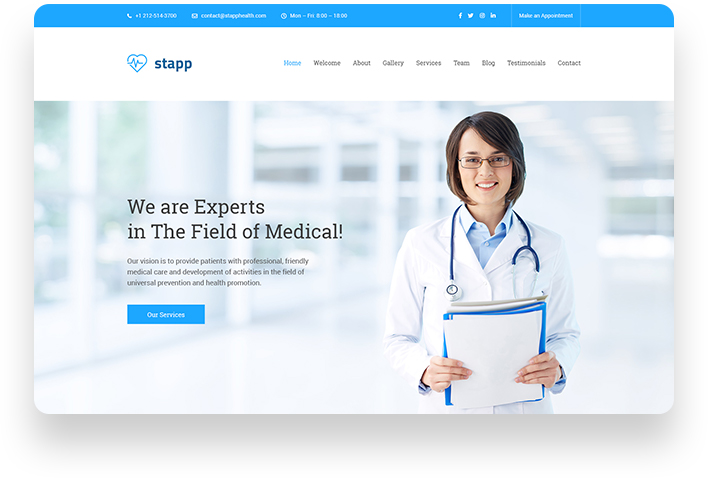 +1 212-514-3700 contact@stapphealth.com Mon – Fri 8:00 – 18:00 Make an Appointment
stapp Home Welcome About Gallery Services Team Blog Testimonials Contact
We are Experts
in The Field of Medical!
Our vision is to provide patients with professional, friendly
medical care and development of activities in the field of
universal prevention and health promotion.
Our Services